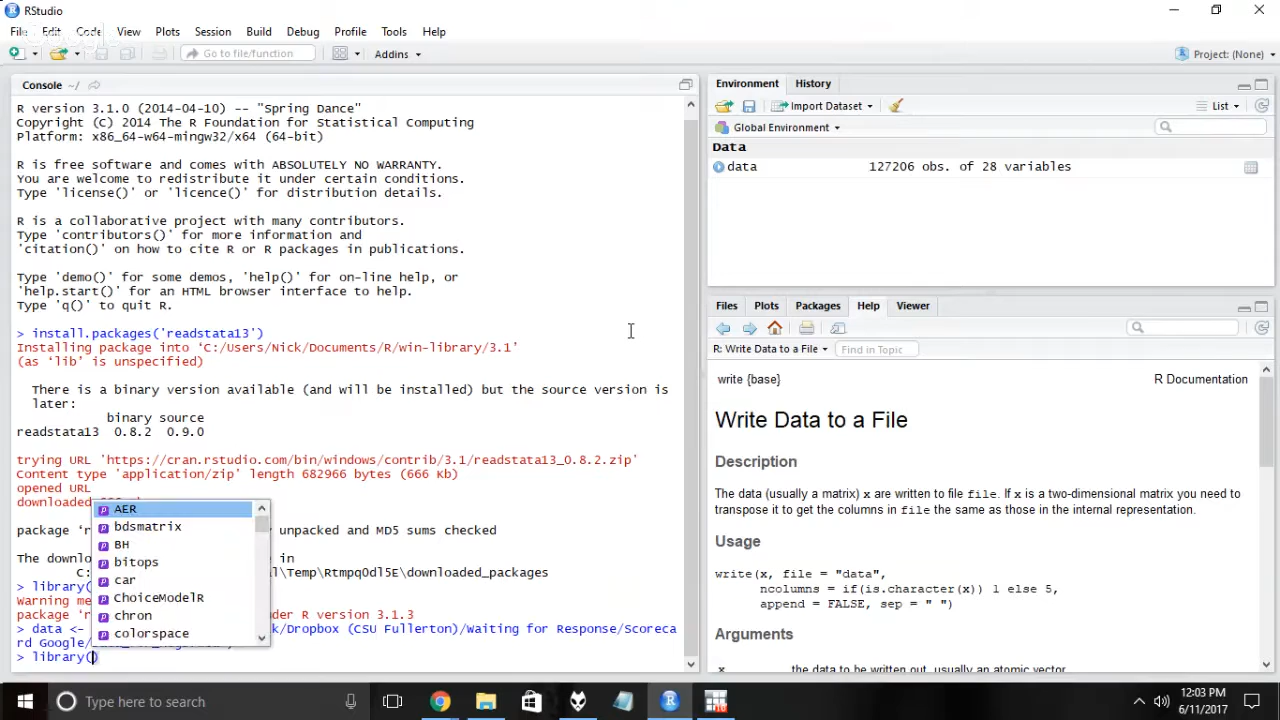 RStudio
File Edit Code View Plots Session Build Debug Profile Tools Help
Go to file/function
Addins
Project: (None)
Console ~/
R version 3.1.0 (2014-04-10) -- "Spring Dance"
Copyright (C) 2014 The R Foundation for Statistical Computing
Platform: x86_64-w64-mingw32/x64 (64-bit)
R is free software and comes with ABSOLUTELY NO WARRANTY.
You are welcome to redistribute it under certain conditions.
Type 'license()' or 'licence()' for distribution details.
R is a collaborative project with many contributors.
Type 'contributors()' for more information and
'citation()' on how to cite R or R packages in publications.
Type 'demo()' for some demos, 'help()' for on-line help, or
'help.start()' for an HTML browser interface to help.
Type 'q()' to quit R.
> install.packages('readstata13')
Installing package into ‘C:/Users/Nick/Documents/R/win-library/3.1’
(as ‘lib’ is unspecified)
There is a binary version available (and will be installed) but the source version is
later:
binary source
readstata13 0.8.2 0.9.0
trying URL 'https://cran.rstudio.com/bin/windows/contrib/3.1/readstata13_0.8.2.zip'
Content type 'application/zip' length 682966 bytes (666 Kb)
opened URL
downloaded
package ‘r unpacked and MD5 sums checked
The downlo in
C: l\Temp\Rtmpq0dl5E\downloaded_packages
> library(
Warning me
package ‘r nder R version 3.1.3
> data <- k/Dropbox (CSU Fullerton)/Waiting for Response/Scoreca
rd Google/
> library()
AER
bdsmatrix
BH
bitops
car
ChoiceModelR
chron
colorspace
Environment History
Import Dataset
List
Global Environment
Data
data 127206 obs. of 28 variables
Files Plots Packages Help Viewer
R: Write Data to a File
Find in Topic
write {base} R Documentation
Write Data to a File
Description
The data (usually a matrix) x are written to file file. If x is a two-dimensional matrix you need to
transpose it to get the columns in file the same as those in the internal representation.
Usage
write(x, file = "data",
ncolumns = if(is.character(x)) 1 else 5,
append = FALSE, sep = " ")
Arguments
x the data to be written out, usually an atomic vector.
Type here to search
12:03 PM
6/11/2017